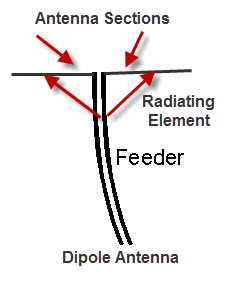 Antenna Sections
Radiating
Element
Feeder
Dipole Antenna